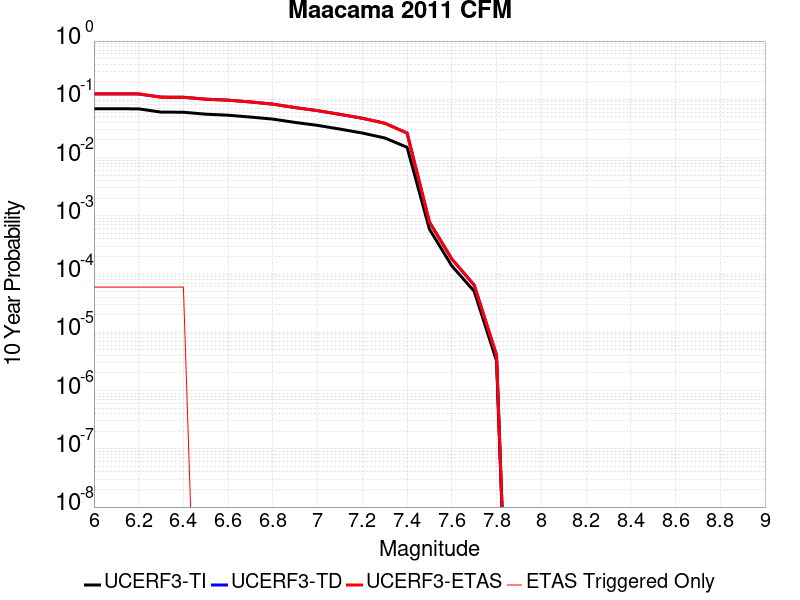 Maacama 2011 CFM
10^0
10^-1
10^-2
10^-3
10^-4
10^-5
10^-6
10^-7
10^-8
10 Year Probability
6 6.2 6.4 6.6 6.8 7 7.2 7.4 7.6 7.8 8 8.2 8.4 8.6 8.8 9
Magnitude
UCERF3-TI UCERF3-TD UCERF3-ETAS ETAS Triggered Only